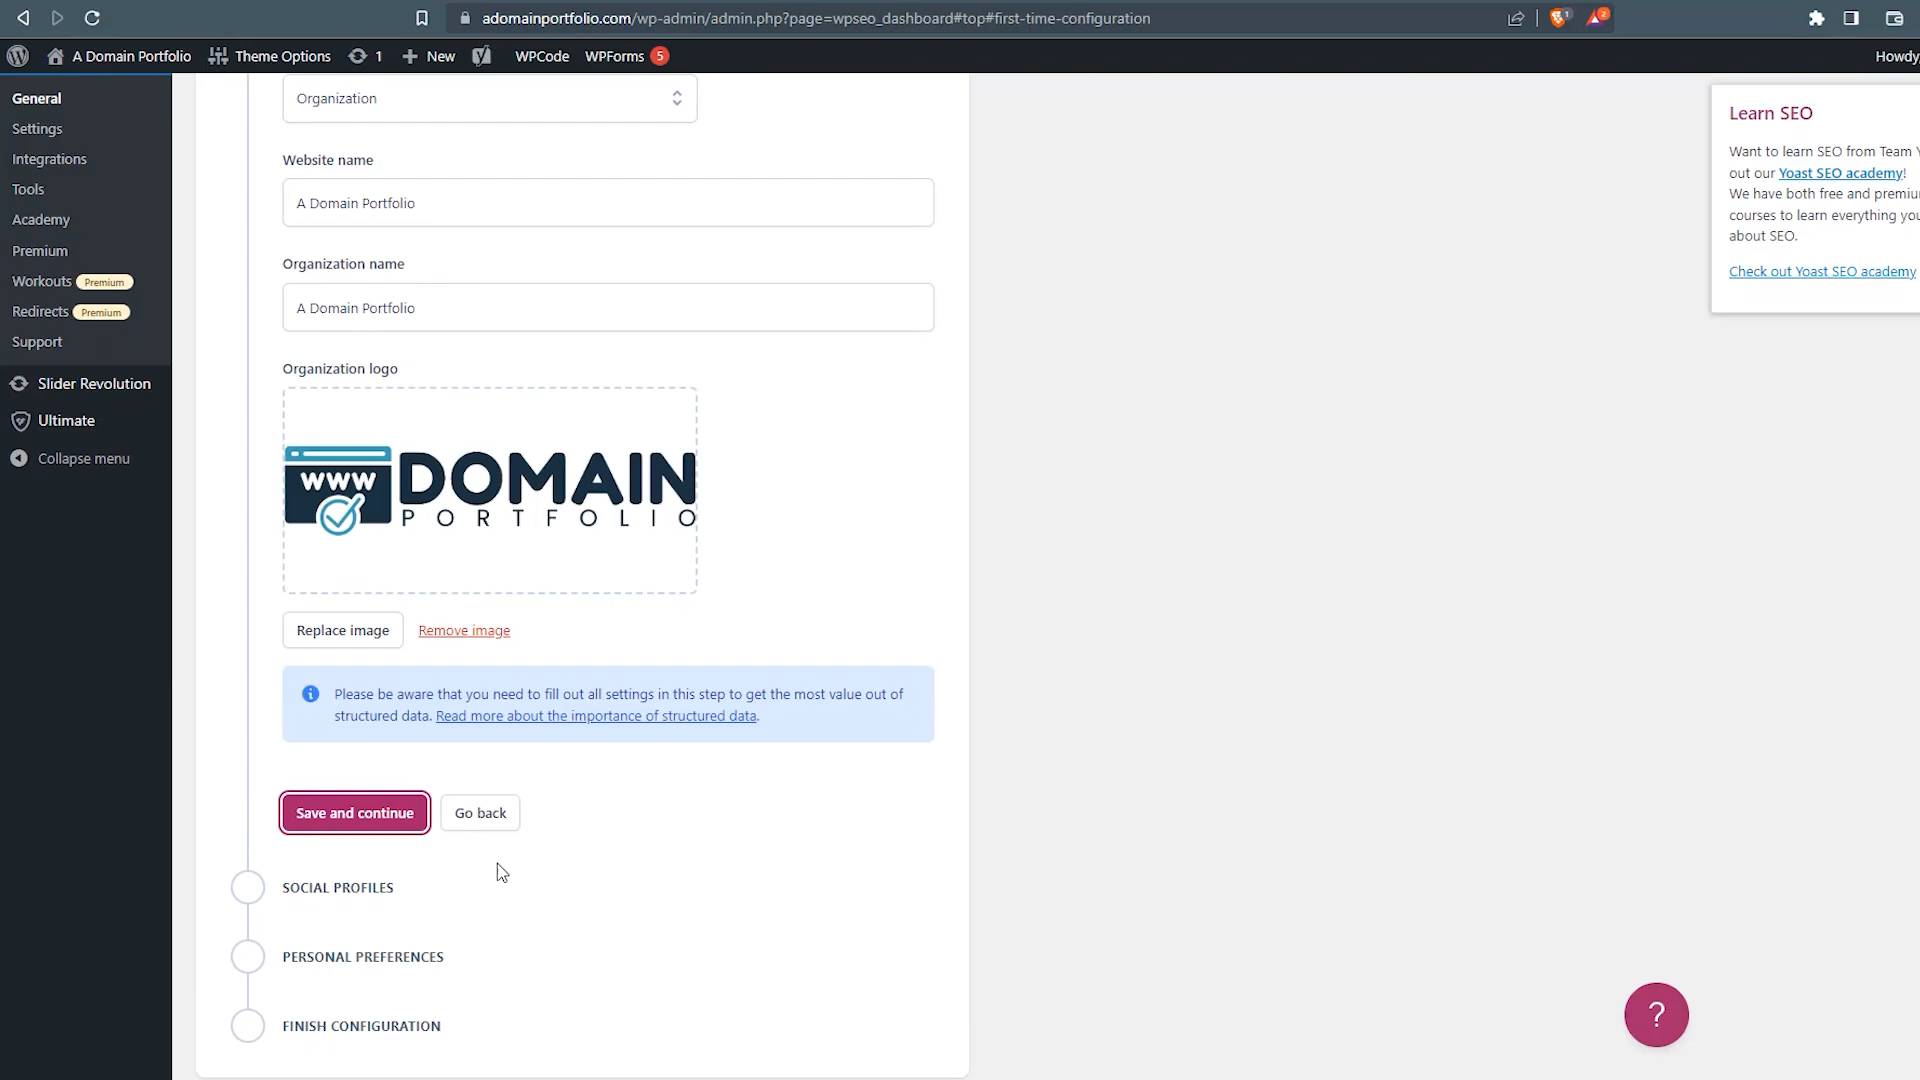 adomainportfolio.com/wp-admin/admin.php?page=wpseo_dashboard#top#first-time-configuration
1
2
A Domain Portfolio
Theme Options
1
New
WPCode
WPForms 5
Howdy,
General
Settings
Integrations
Tools
Academy
Premium
Workouts Premium
Redirects Premium
Support
Slider Revolution
Ultimate
Collapse menu
Organization
Website name
A Domain Portfolio
Organization name
A Domain Portfolio
Organization logo
www DOMAIN
PORTFOLIO
Replace image
Remove image
Please be aware that you need to fill out all settings in this step to get the most value out of
structured data. Read more about the importance of structured data.
Save and continue
Go back
SOCIAL PROFILES
PERSONAL PREFERENCES
FINISH CONFIGURATION
Learn SEO
Want to learn SEO from Team Y
out our Yoast SEO academy!
We have both free and premiu
courses to learn everything you
about SEO.
Check out Yoast SEO academy
?